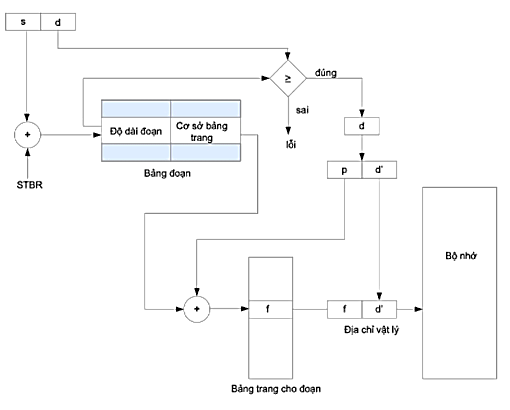 s d
≥
đúng
sai
lỗi
d
+
Độ dài đoạn
Cơ sở bảng
trang
STBR
Bảng đoạn
p d'
Bộ nhớ
+
f
f d'
Địa chỉ vật lý
Bảng trang cho đoạn